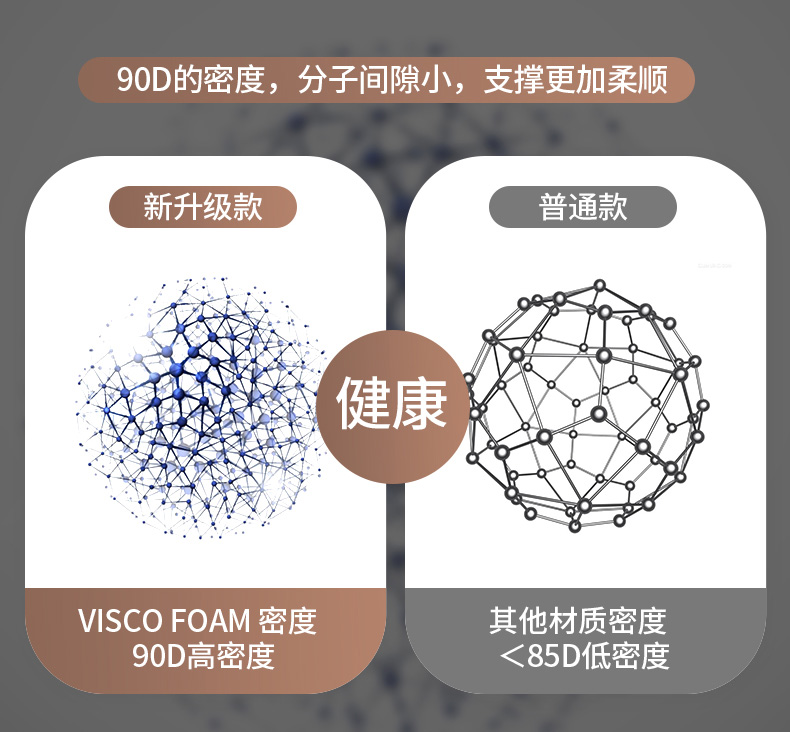 90D的密度，分子间隙小，支撑更加柔顺
新升级款
普通款
健康
VISCO FOAM 密度
90D高密度
其他材质密度
＜85D低密度